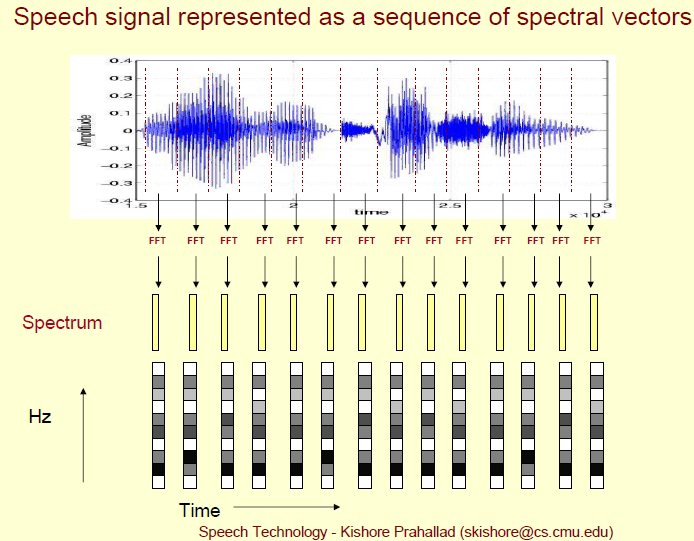 Speech signal represented as a sequence of spectral vectors
0.4
0.3
0.2
0.1
0
-0.1
-0.2
-0.3
-0.4
Amplitude
1.5 2 2.5 3
time
x 10^4
FFT FFT FFT FFT FFT FFT FFT FFT FFT FFT FFT FFT FFT FFT
Spectrum
Hz
Time
Speech Technology - Kishore Prahallad (skishore@cs.cmu.edu)